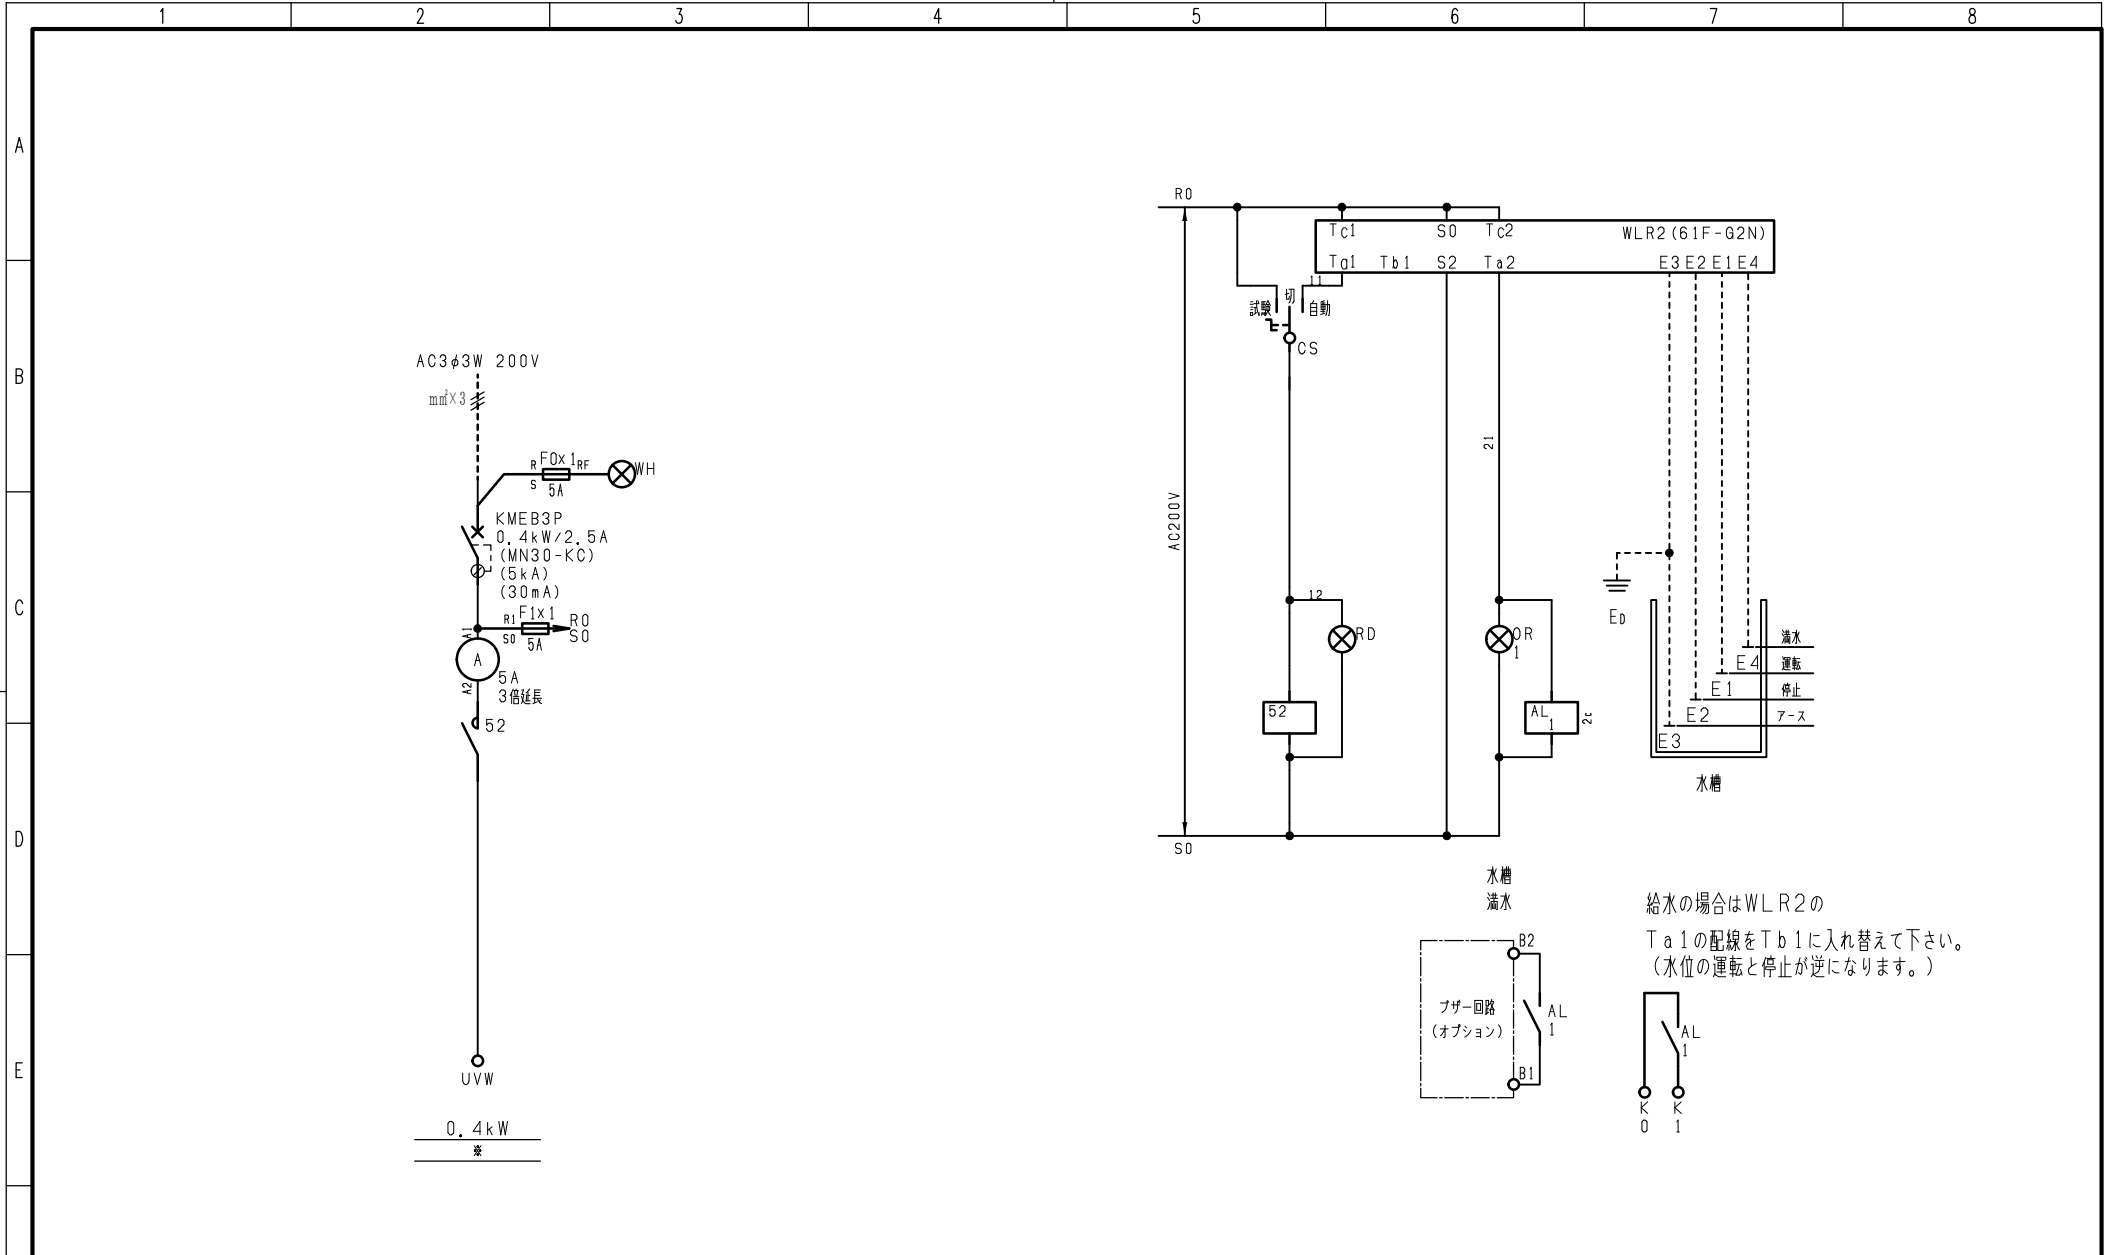 1 2 3 4 5 6 7 8
A
B
C
D
E
AC3φ3W 200V
mm²×3
F0x1
R
RF
S
5A
WH
KMEB3P
0.4kW/2.5A
(MN30-KC)
(5kA)
(30mA)
F1x1
R1
S0
5A
R0
S0
A1
A
A2
5A
3倍延長
52
UVW
0.4kW
※
R0
Tc1 S0 Tc2 WLR2(61F-G2N)
Ta1 Tb1 S2 Ta2 E3 E2 E1 E4
11
試験 切 自動
CS
21
AC200V
12
RD
OR
1
52
AL
1
2c
ED
満水
E4 運転
E1 停止
E2 アース
E3
水槽
S0
水槽
満水
給水の場合はWLR2の
Ta1の配線をTb1に入れ替えて下さい。
(水位の運転と停止が逆になります。)
B2
ブザー回路
(オプション)
AL
1
B1
AL
1
K
0
K
1